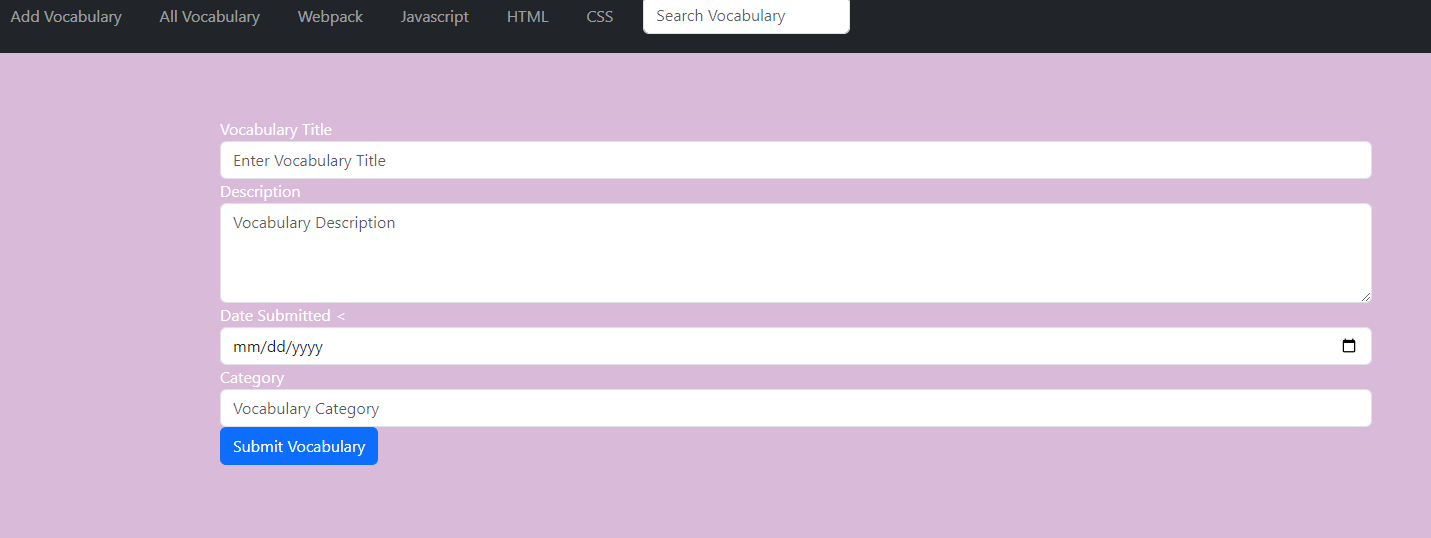 Add Vocabulary All Vocabulary Webpack Javascript HTML CSS Search Vocabulary
Vocabulary Title
Enter Vocabulary Title
Description
Vocabulary Description
Date Submitted <
mm/dd/yyyy
Category
Vocabulary Category
Submit Vocabulary